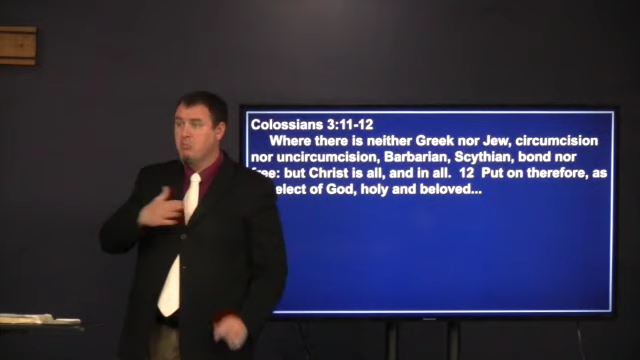 Colossians 3:11-12
Where there is neither Greek nor Jew, circumcision
nor uncircumcision, Barbarian, Scythian, bond nor
free: but Christ is all, and in all. 12 Put on therefore, as
elect of God, holy and beloved...